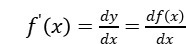 f'(x) = dy/dx = df(x)/dx